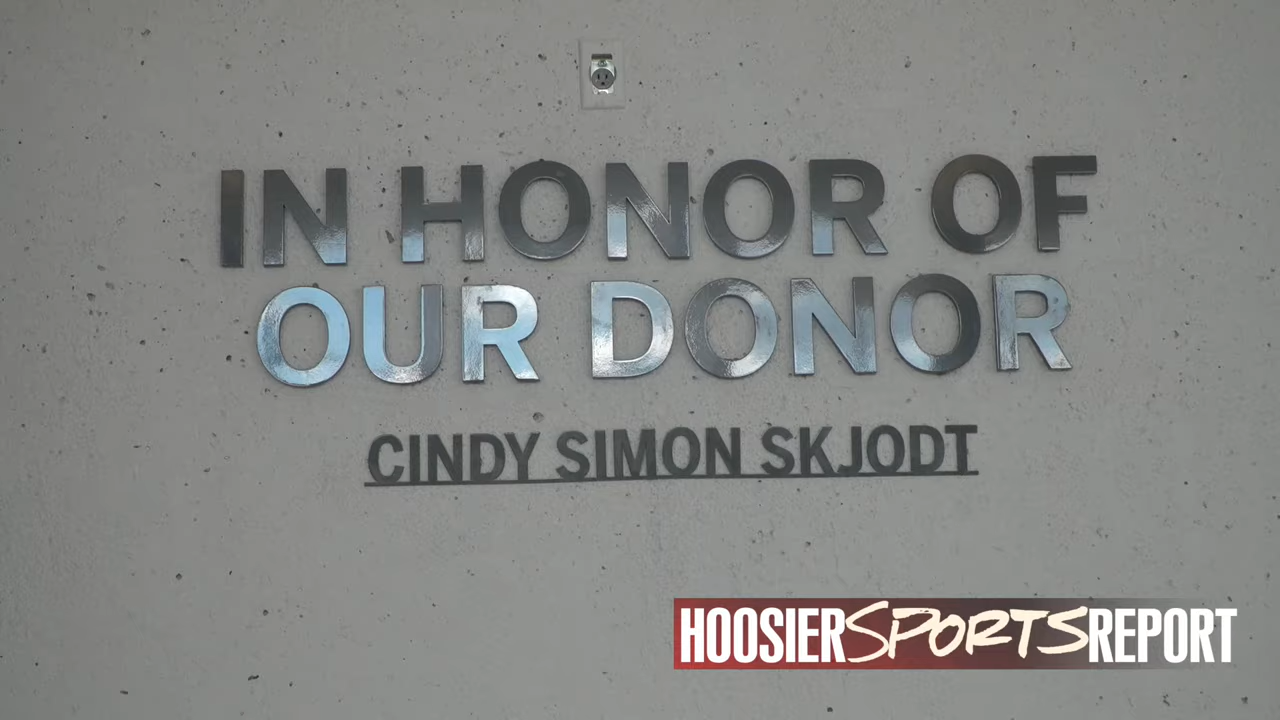 IN HONOR OF
OUR DONOR
CINDY SIMON SKJODT
HOOSIERSPORTSREPORT